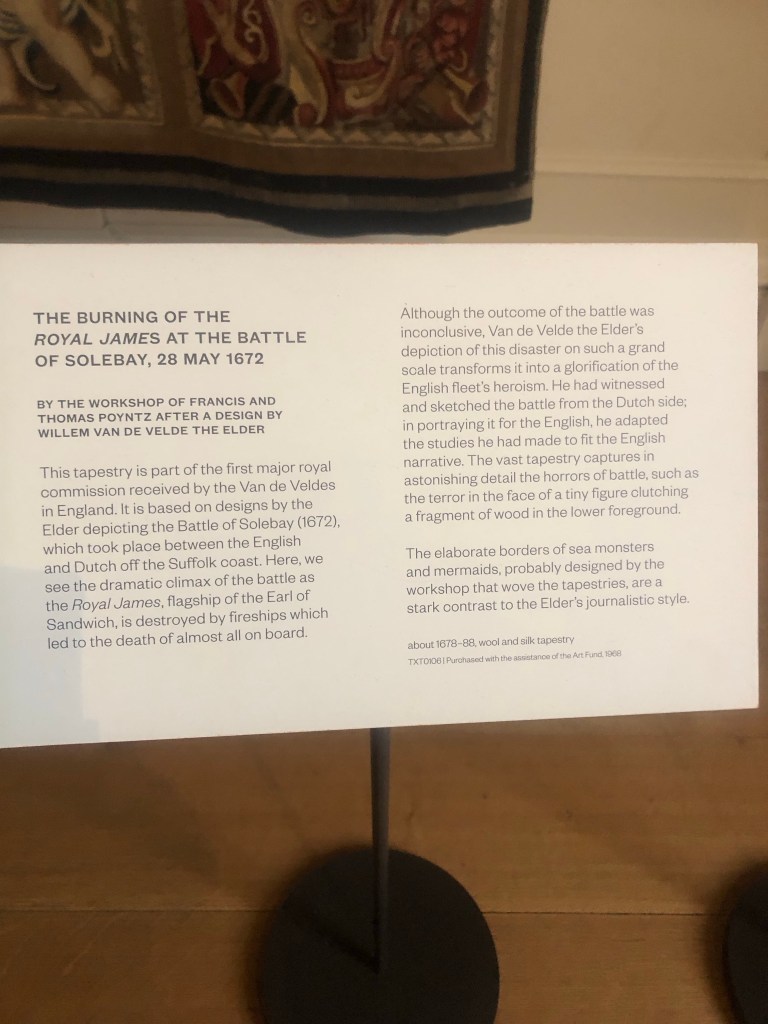 THE BURNING OF THE
ROYAL JAMES AT THE BATTLE
OF SOLEBAY, 28 MAY 1672
BY THE WORKSHOP OF FRANCIS AND
THOMAS POYNTZ AFTER A DESIGN BY
WILLEM VAN DE VELDE THE ELDER
This tapestry is part of the first major royal
commission received by the Van de Veldes
in England. It is based on designs by the
Elder depicting the Battle of Solebay (1672),
which took place between the English
and Dutch off the Suffolk coast. Here, we
see the dramatic climax of the battle as
the Royal James, flagship of the Earl of
Sandwich, is destroyed by fireships which
led to the death of almost all on board.
Although the outcome of the battle was
inconclusive, Van de Velde the Elder's
depiction of this disaster on such a grand
scale transforms it into a glorification of the
English fleet's heroism. He had witnessed
and sketched the battle from the Dutch side;
in portraying it for the English, he adapted
the studies he had made to fit the English
narrative. The vast tapestry captures in
astonishing detail the horrors of battle, such as
the terror in the face of a tiny figure clutching
a fragment of wood in the lower foreground.
The elaborate borders of sea monsters
and mermaids, probably designed by the
workshop that wove the tapestries, are a
stark contrast to the Elder's journalistic style.
about 1678–88, wool and silk tapestry
TXT0106 | Purchased with the assistance of the Art Fund, 1968